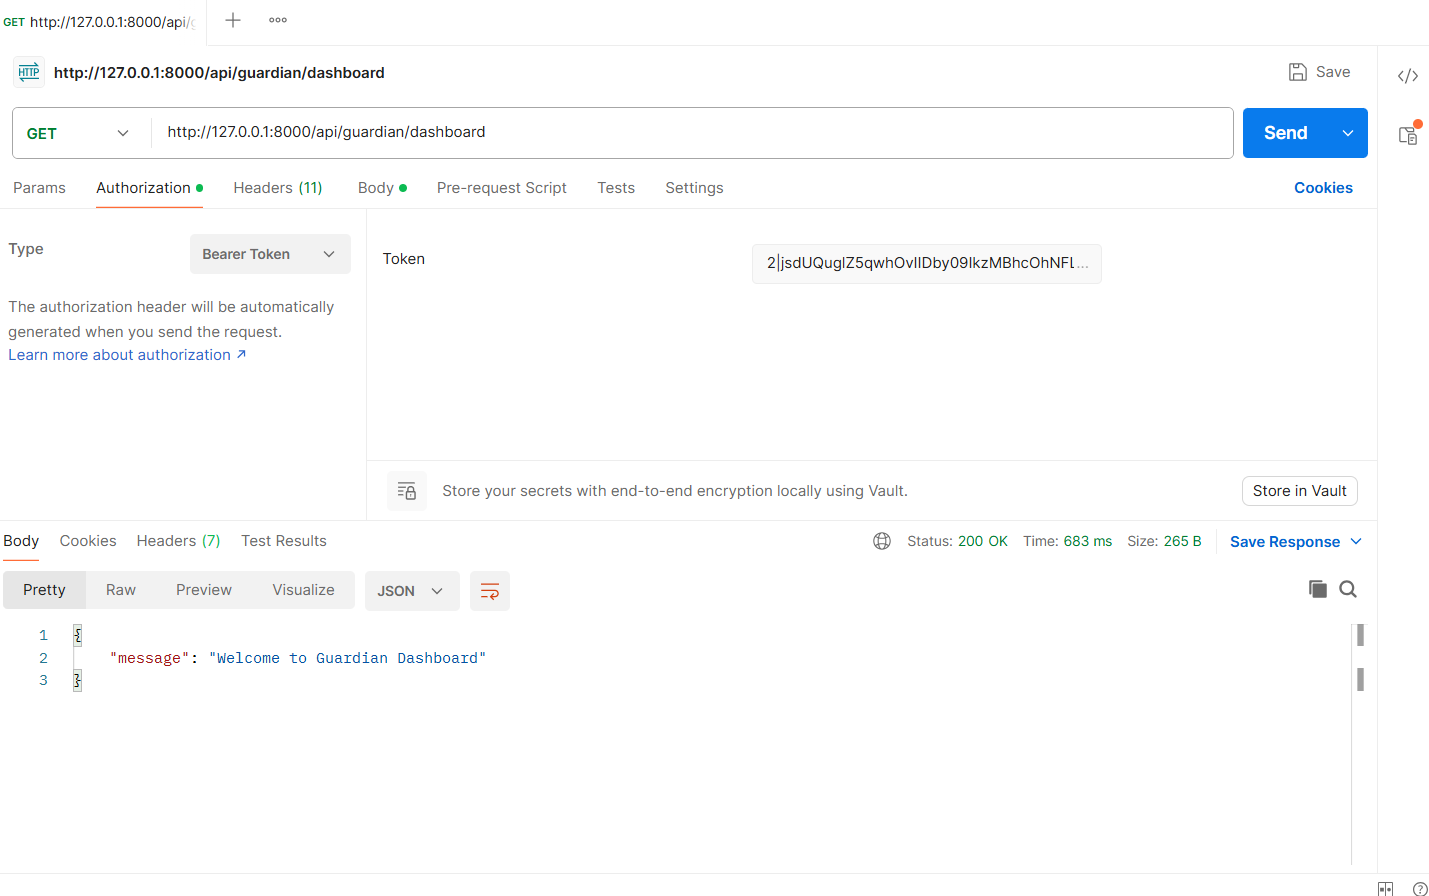 GET http://127.0.0.1:8000/api/g
HTTP http://127.0.0.1:8000/api/guardian/dashboard
Save
GET http://127.0.0.1:8000/api/guardian/dashboard
Send
Params Authorization Headers (11) Body Pre-request Script Tests Settings
Cookies
Type
Bearer Token
The authorization header will be automatically
generated when you send the request.
Learn more about authorization ↗
Token
Store your secrets with end-to-end encryption locally using Vault.
Store in Vault
Body Cookies Headers (7) Test Results
Status: 200 OK Time: 683 ms Size: 265 B
Save Response
Pretty Raw Preview Visualize JSON
1 {
2 "message": "Welcome to Guardian Dashboard"
3 }